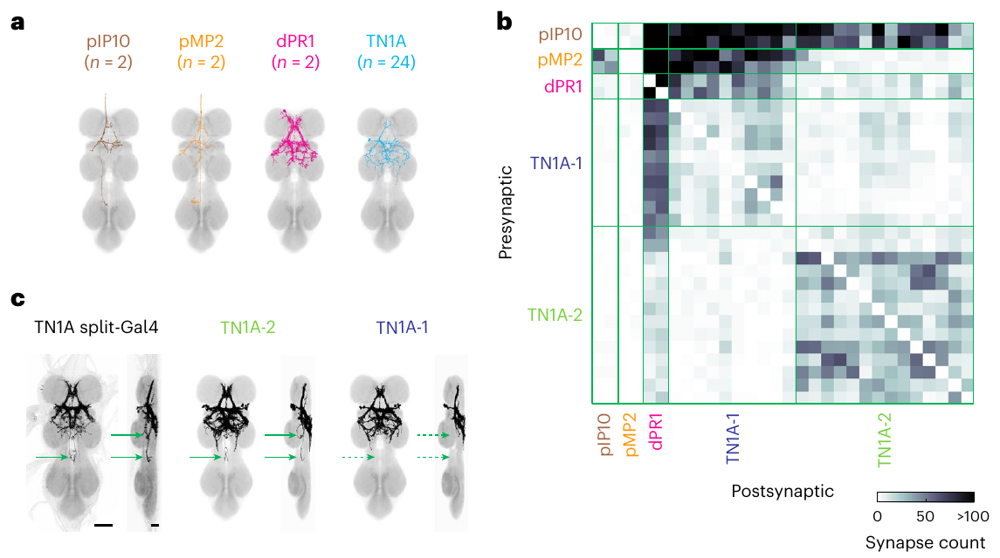 a
pIP10
(n = 2)
pMP2
(n = 2)
dPR1
(n = 2)
TN1A
(n = 24)
b
pIP10
pMP2
dPR1
TN1A-1
TN1A-2
Presynaptic
pIP10
pMP2
dPR1
TN1A-1
TN1A-2
Postsynaptic
0 50 >100
Synapse count
c
TN1A split-Gal4
TN1A-2
TN1A-1